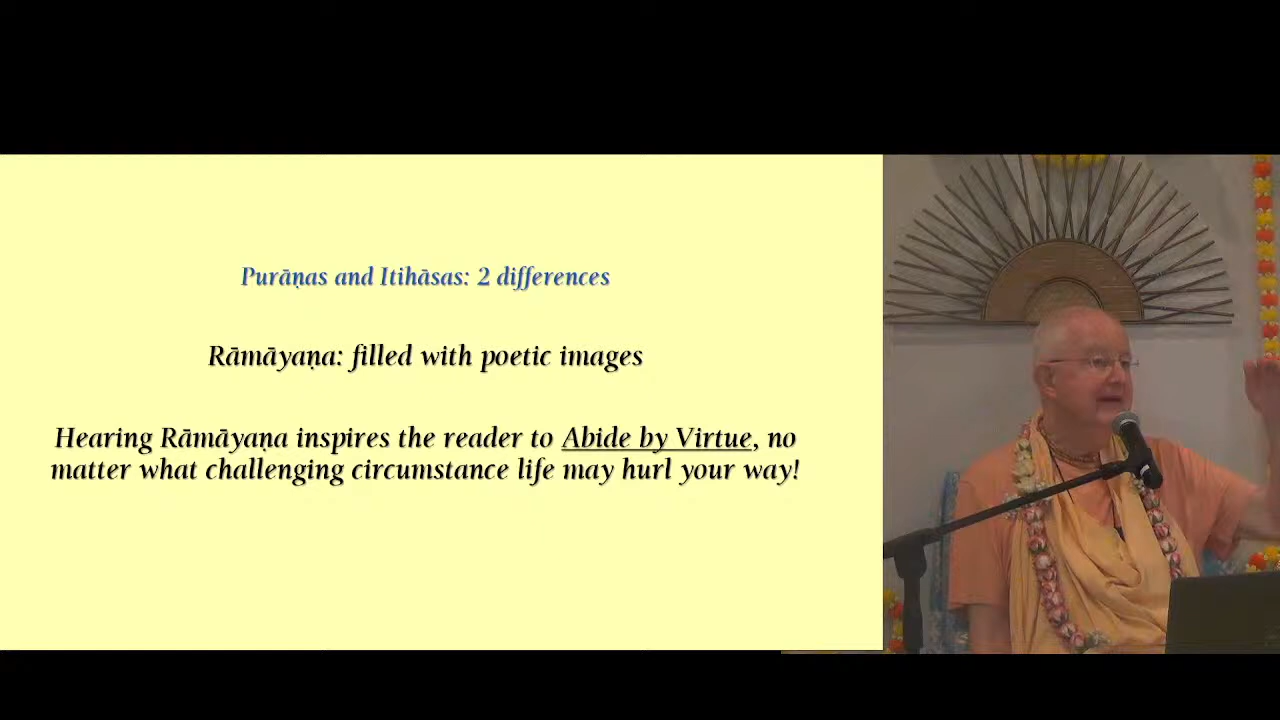 Purāṇas and Itihāsas: 2 differences
Rāmāyaṇa: filled with poetic images
Hearing Rāmāyaṇa inspires the reader to Abide by Virtue, no
matter what challenging circumstance life may hurl your way!